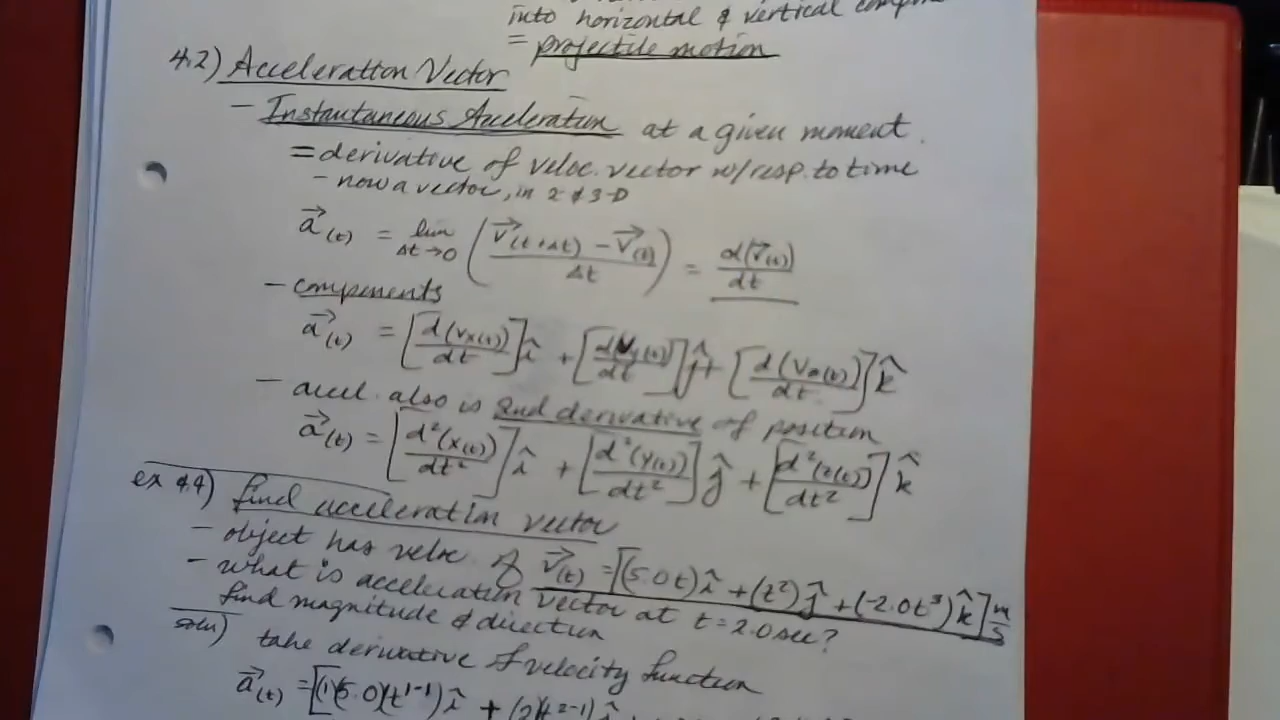 into horizontal & vertical
= projectile motion
4.2) Acceleration Vector
- Instantaneous Acceleration at a given moment.
= derivative of veloc. vector w/resp. to time
- now a vector, in 2 & 3-D
a⃗(t) = lim Δt→0 (v⃗(t+Δt) - v⃗(t) / Δt) = d(v⃗(t))/dt
- components
a⃗(t) = [d(vx(t))/dt] î + [d(vy(t))/dt] ĵ + [d(vz(t))/dt] k̂
- accel. also is 2nd derivative of position
a⃗(t) = [d²(x(t))/dt²] î + [d²(y(t))/dt²] ĵ + [d²(z(t))/dt²] k̂
ex 4.4) find acceleration vector
- object has veloc of v⃗(t) = [(5.0t) î + (t²) ĵ + (-2.0t³) k̂] m/s
- what is acceleration vector at t = 2.0 sec?
find magnitude & direction
soln) take derivative of velocity function
a⃗(t) = [(1)(5.0)(t¹⁻¹) î + (2)(t²⁻¹) ĵ